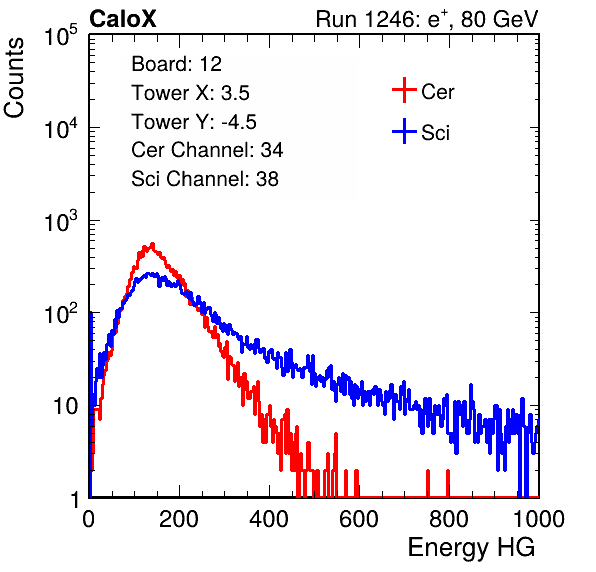 CaloX Run 1246: e⁺, 80 GeV
Counts
10⁵
10⁴
10³
10²
10
1
Board: 12
Tower X: 3.5
Tower Y: -4.5
Cer Channel: 34
Sci Channel: 38
Cer
Sci
0 200 400 600 800 1000
Energy HG